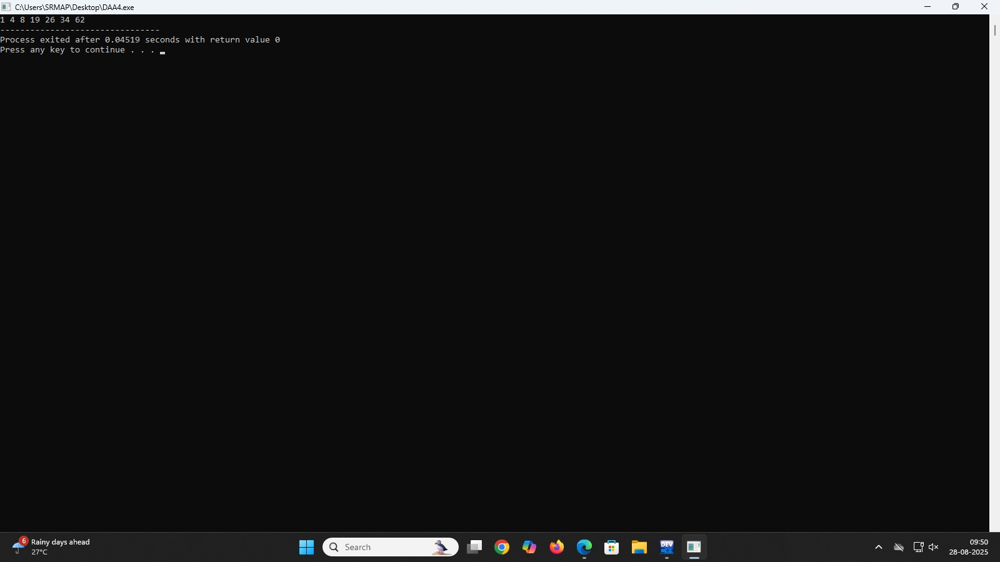 C:\Users\SRMAP\Desktop\DAA4.exe
1 4 8 19 26 34 62
--------------------------------
Process exited after 0.04519 seconds with return value 0
Press any key to continue . . .
6
Rainy days ahead
27°C
Search
DEV
09:50
28-08-2025